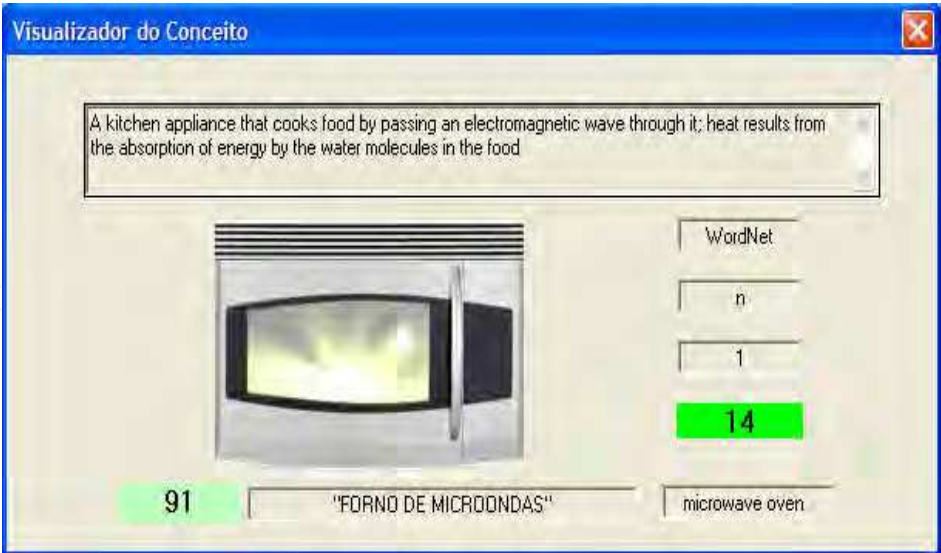 Visualizador do Conceito
A kitchen appliance that cooks food by passing an electromagnetic wave through it; heat results from
the absorption of energy by the water molecules in the food
WordNet
n
1
14
91
"FORNO DE MICROONDAS"
microwave oven